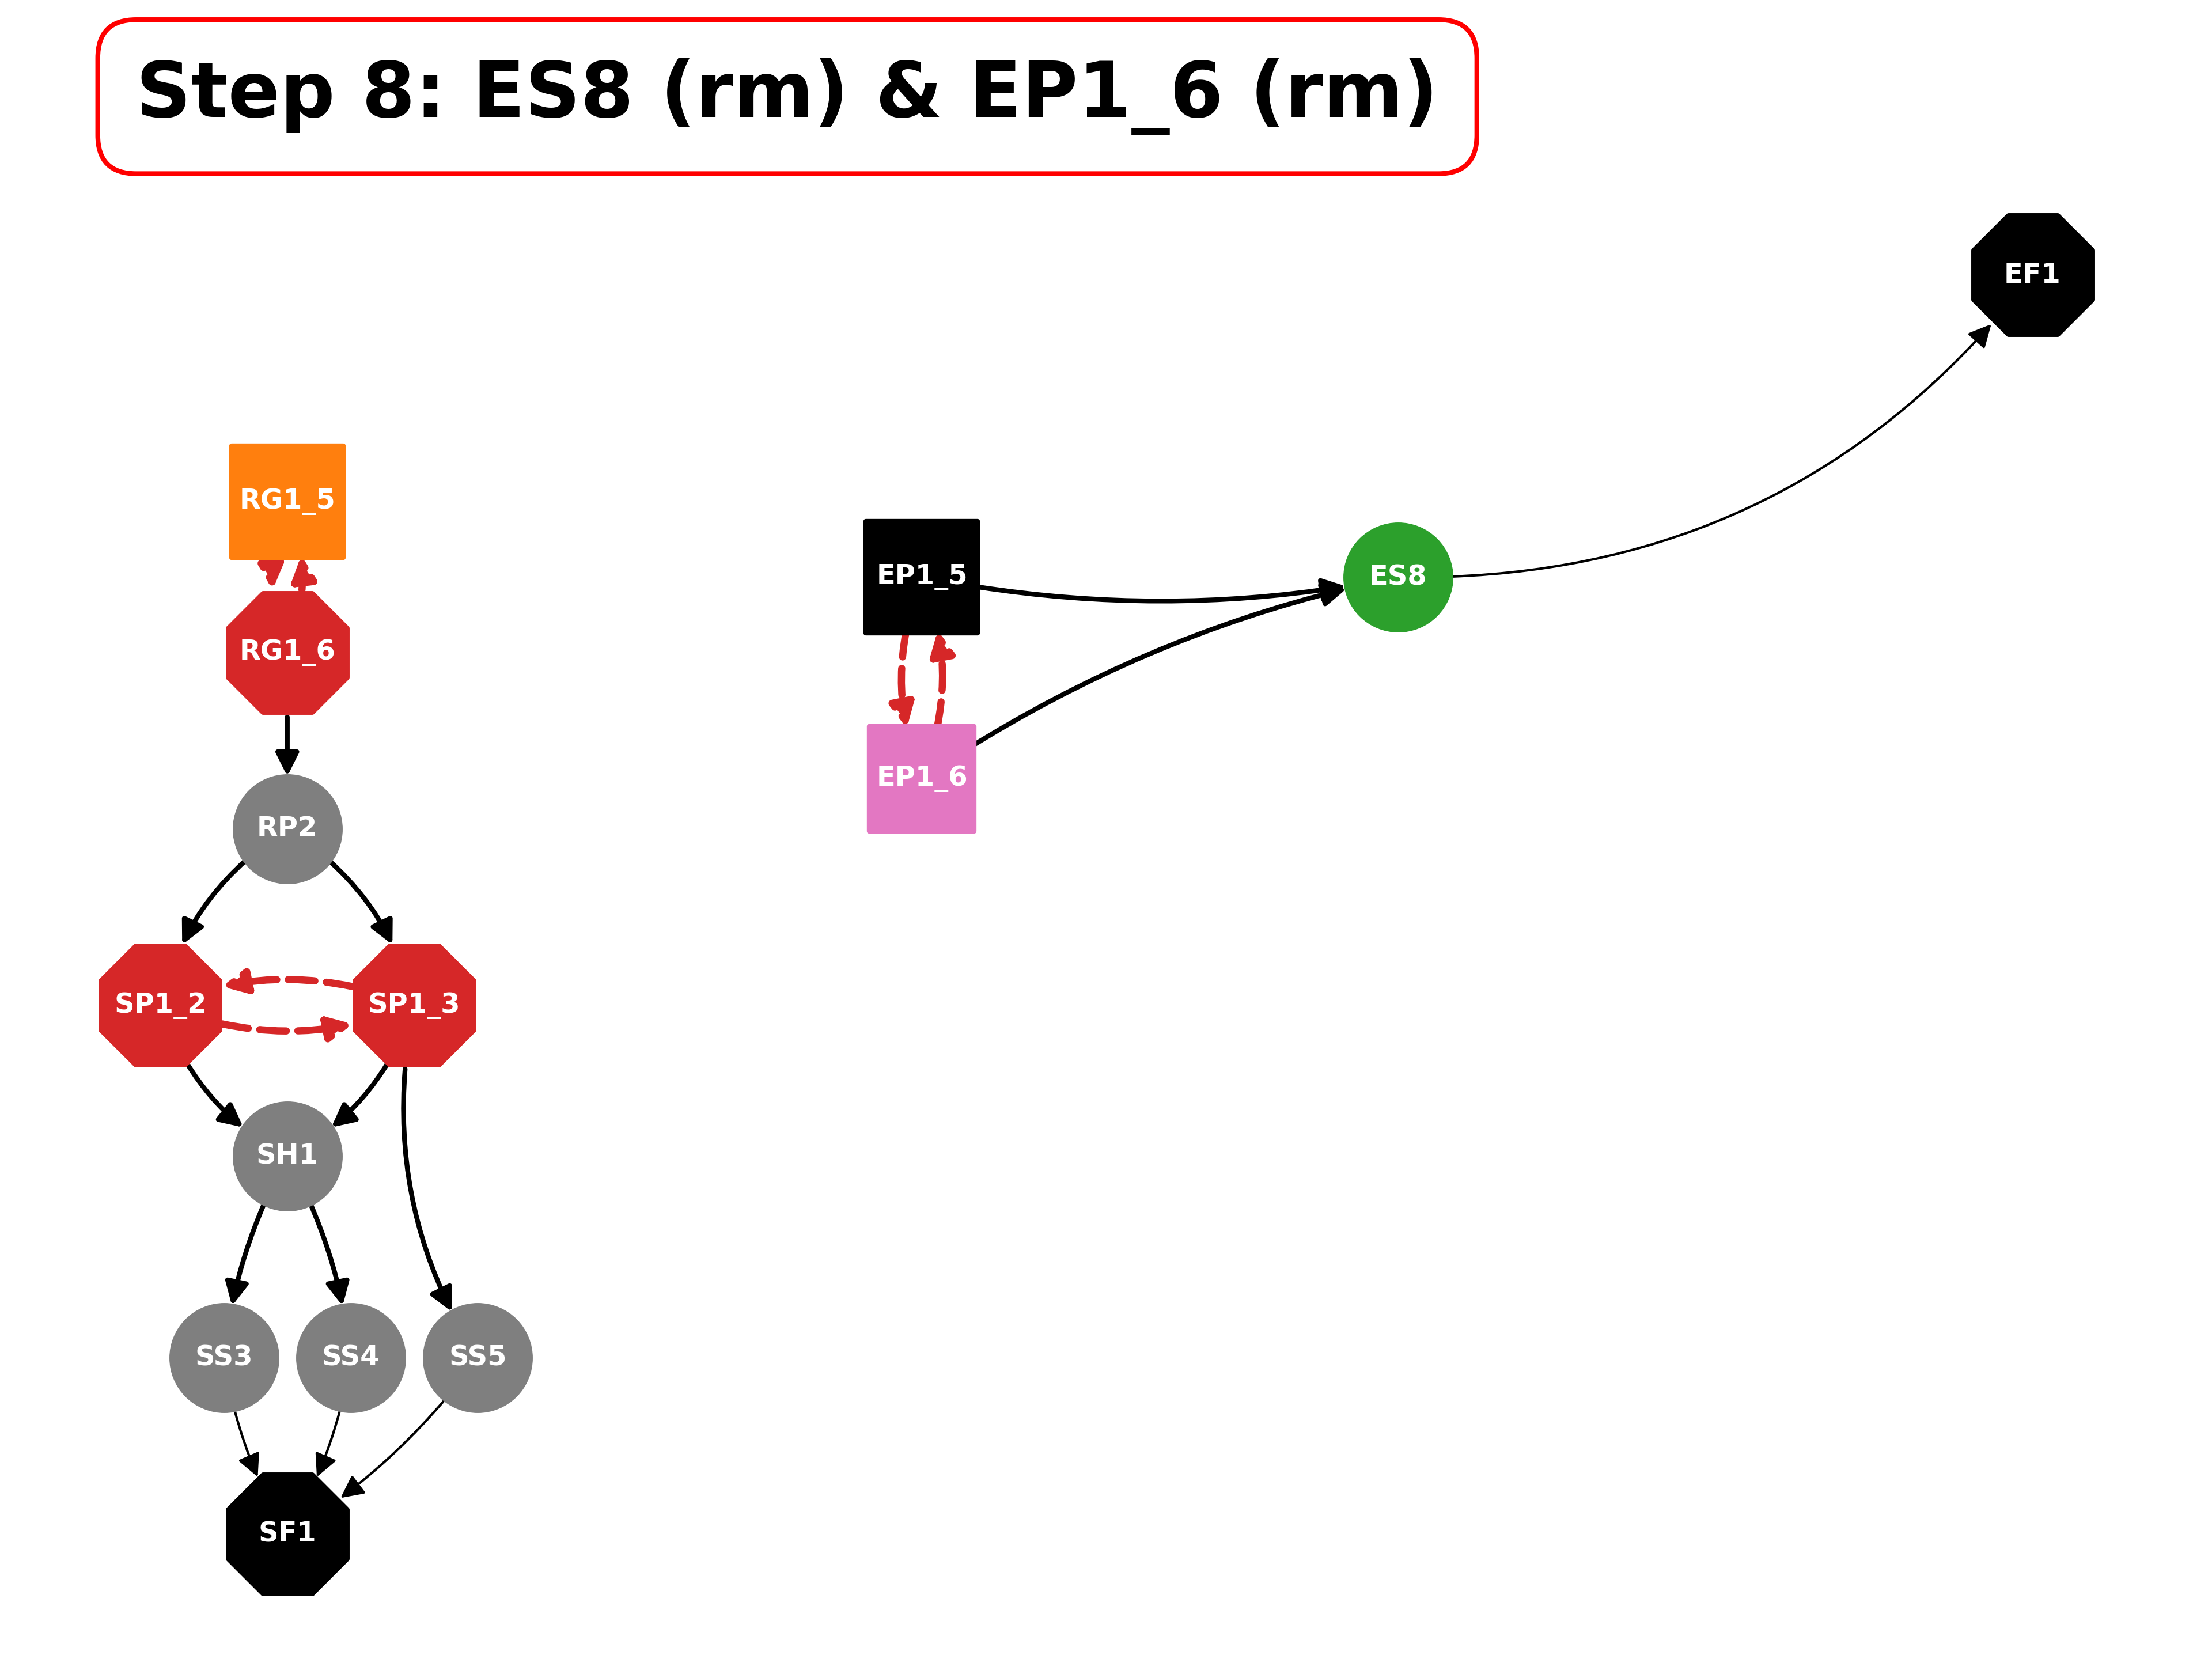 Step 8: ES8 (rm) & EP1_6 (rm)
EF1
RG1_5
EP1_5
ES8
RG1_6
EP1_6
RP2
SP1_2
SP1_3
SH1
SS3
SS4
SS5
SF1